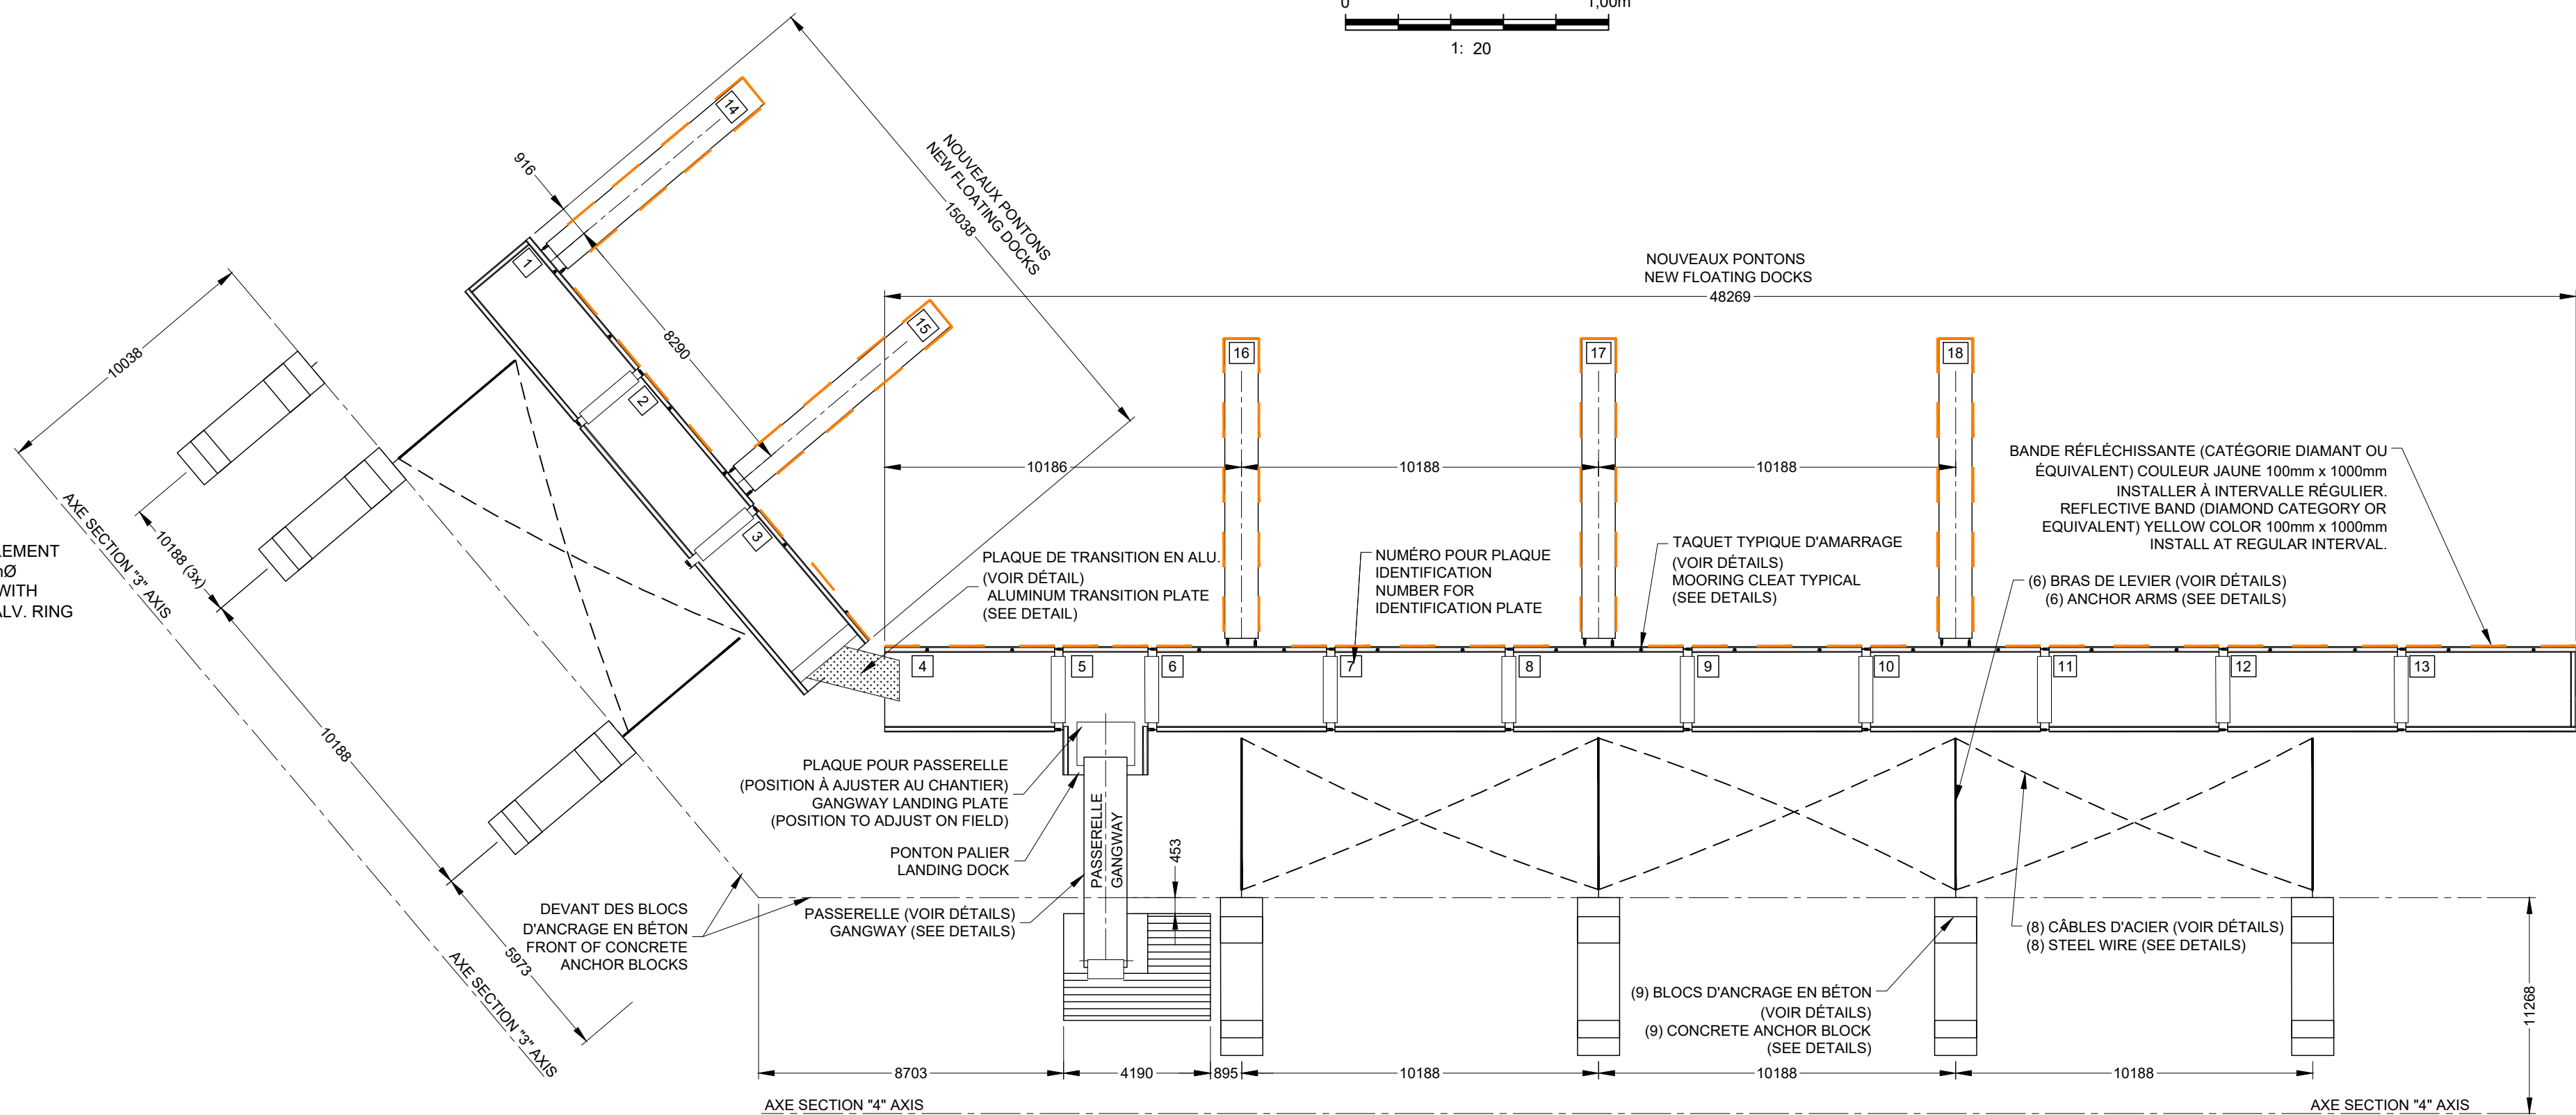 0 1,00m
1: 20
14
916
NOUVEAUX PONTONS
NEW FLOATING DOCKS
15038
1
8290
15
10038
2
3
NOUVEAUX PONTONS
NEW FLOATING DOCKS
48269
16
17
18
10186
10188
10188
BANDE RÉFLÉCHISSANTE (CATÉGORIE DIAMANT OU
ÉQUIVALENT) COULEUR JAUNE 100mm x 1000mm
INSTALLER À INTERVALLE RÉGULIER.
REFLECTIVE BAND (DIAMOND CATEGORY OR
EQUIVALENT) YELLOW COLOR 100mm x 1000mm
INSTALL AT REGULAR INTERVAL.
AXE SECTION "3" AXIS
10188 (3x)
LEMENT
Ø
WITH
ALV. RING
PLAQUE DE TRANSITION EN ALU.
(VOIR DÉTAIL)
ALUMINUM TRANSITION PLATE
(SEE DETAIL)
NUMÉRO POUR PLAQUE
IDENTIFICATION
NUMBER FOR
IDENTIFICATION PLATE
TAQUET TYPIQUE D'AMARRAGE
(VOIR DÉTAILS)
MOORING CLEAT TYPICAL
(SEE DETAILS)
(6) BRAS DE LEVIER (VOIR DÉTAILS)
(6) ANCHOR ARMS (SEE DETAILS)
4
5
6
7
8
9
10
11
12
13
10188
PLAQUE POUR PASSERELLE
(POSITION À AJUSTER AU CHANTIER)
GANGWAY LANDING PLATE
(POSITION TO ADJUST ON FIELD)
PONTON PALIER
LANDING DOCK
PASSERELLE
GANGWAY
453
DEVANT DES BLOCS
D'ANCRAGE EN BÉTON
FRONT OF CONCRETE
ANCHOR BLOCKS
PASSERELLE (VOIR DÉTAILS)
GANGWAY (SEE DETAILS)
(8) CÂBLES D'ACIER (VOIR DÉTAILS)
(8) STEEL WIRE (SEE DETAILS)
5973
AXE SECTION "3" AXIS
(9) BLOCS D'ANCRAGE EN BÉTON
(VOIR DÉTAILS)
(9) CONCRETE ANCHOR BLOCK
(SEE DETAILS)
11268
8703
4190
895
10188
10188
10188
AXE SECTION "4" AXIS
AXE SECTION "4" AXIS